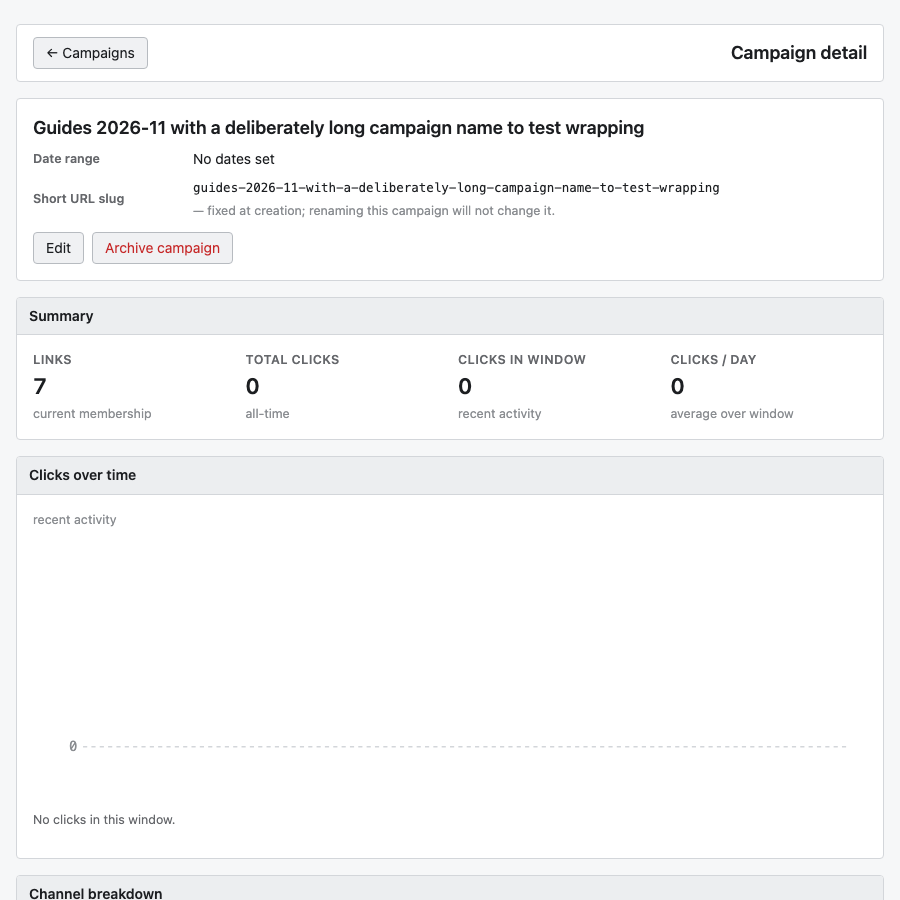 ← Campaigns
Campaign detail
Guides 2026-11 with a deliberately long campaign name to test wrapping
Date range No dates set
Short URL slug guides-2026-11-with-a-deliberately-long-campaign-name-to-test-wrapping
— fixed at creation; renaming this campaign will not change it.
Edit Archive campaign
Summary
LINKS TOTAL CLICKS CLICKS IN WINDOW CLICKS / DAY
7 0 0 0
current membership all-time recent activity average over window
Clicks over time
recent activity
0
No clicks in this window.
Channel breakdown